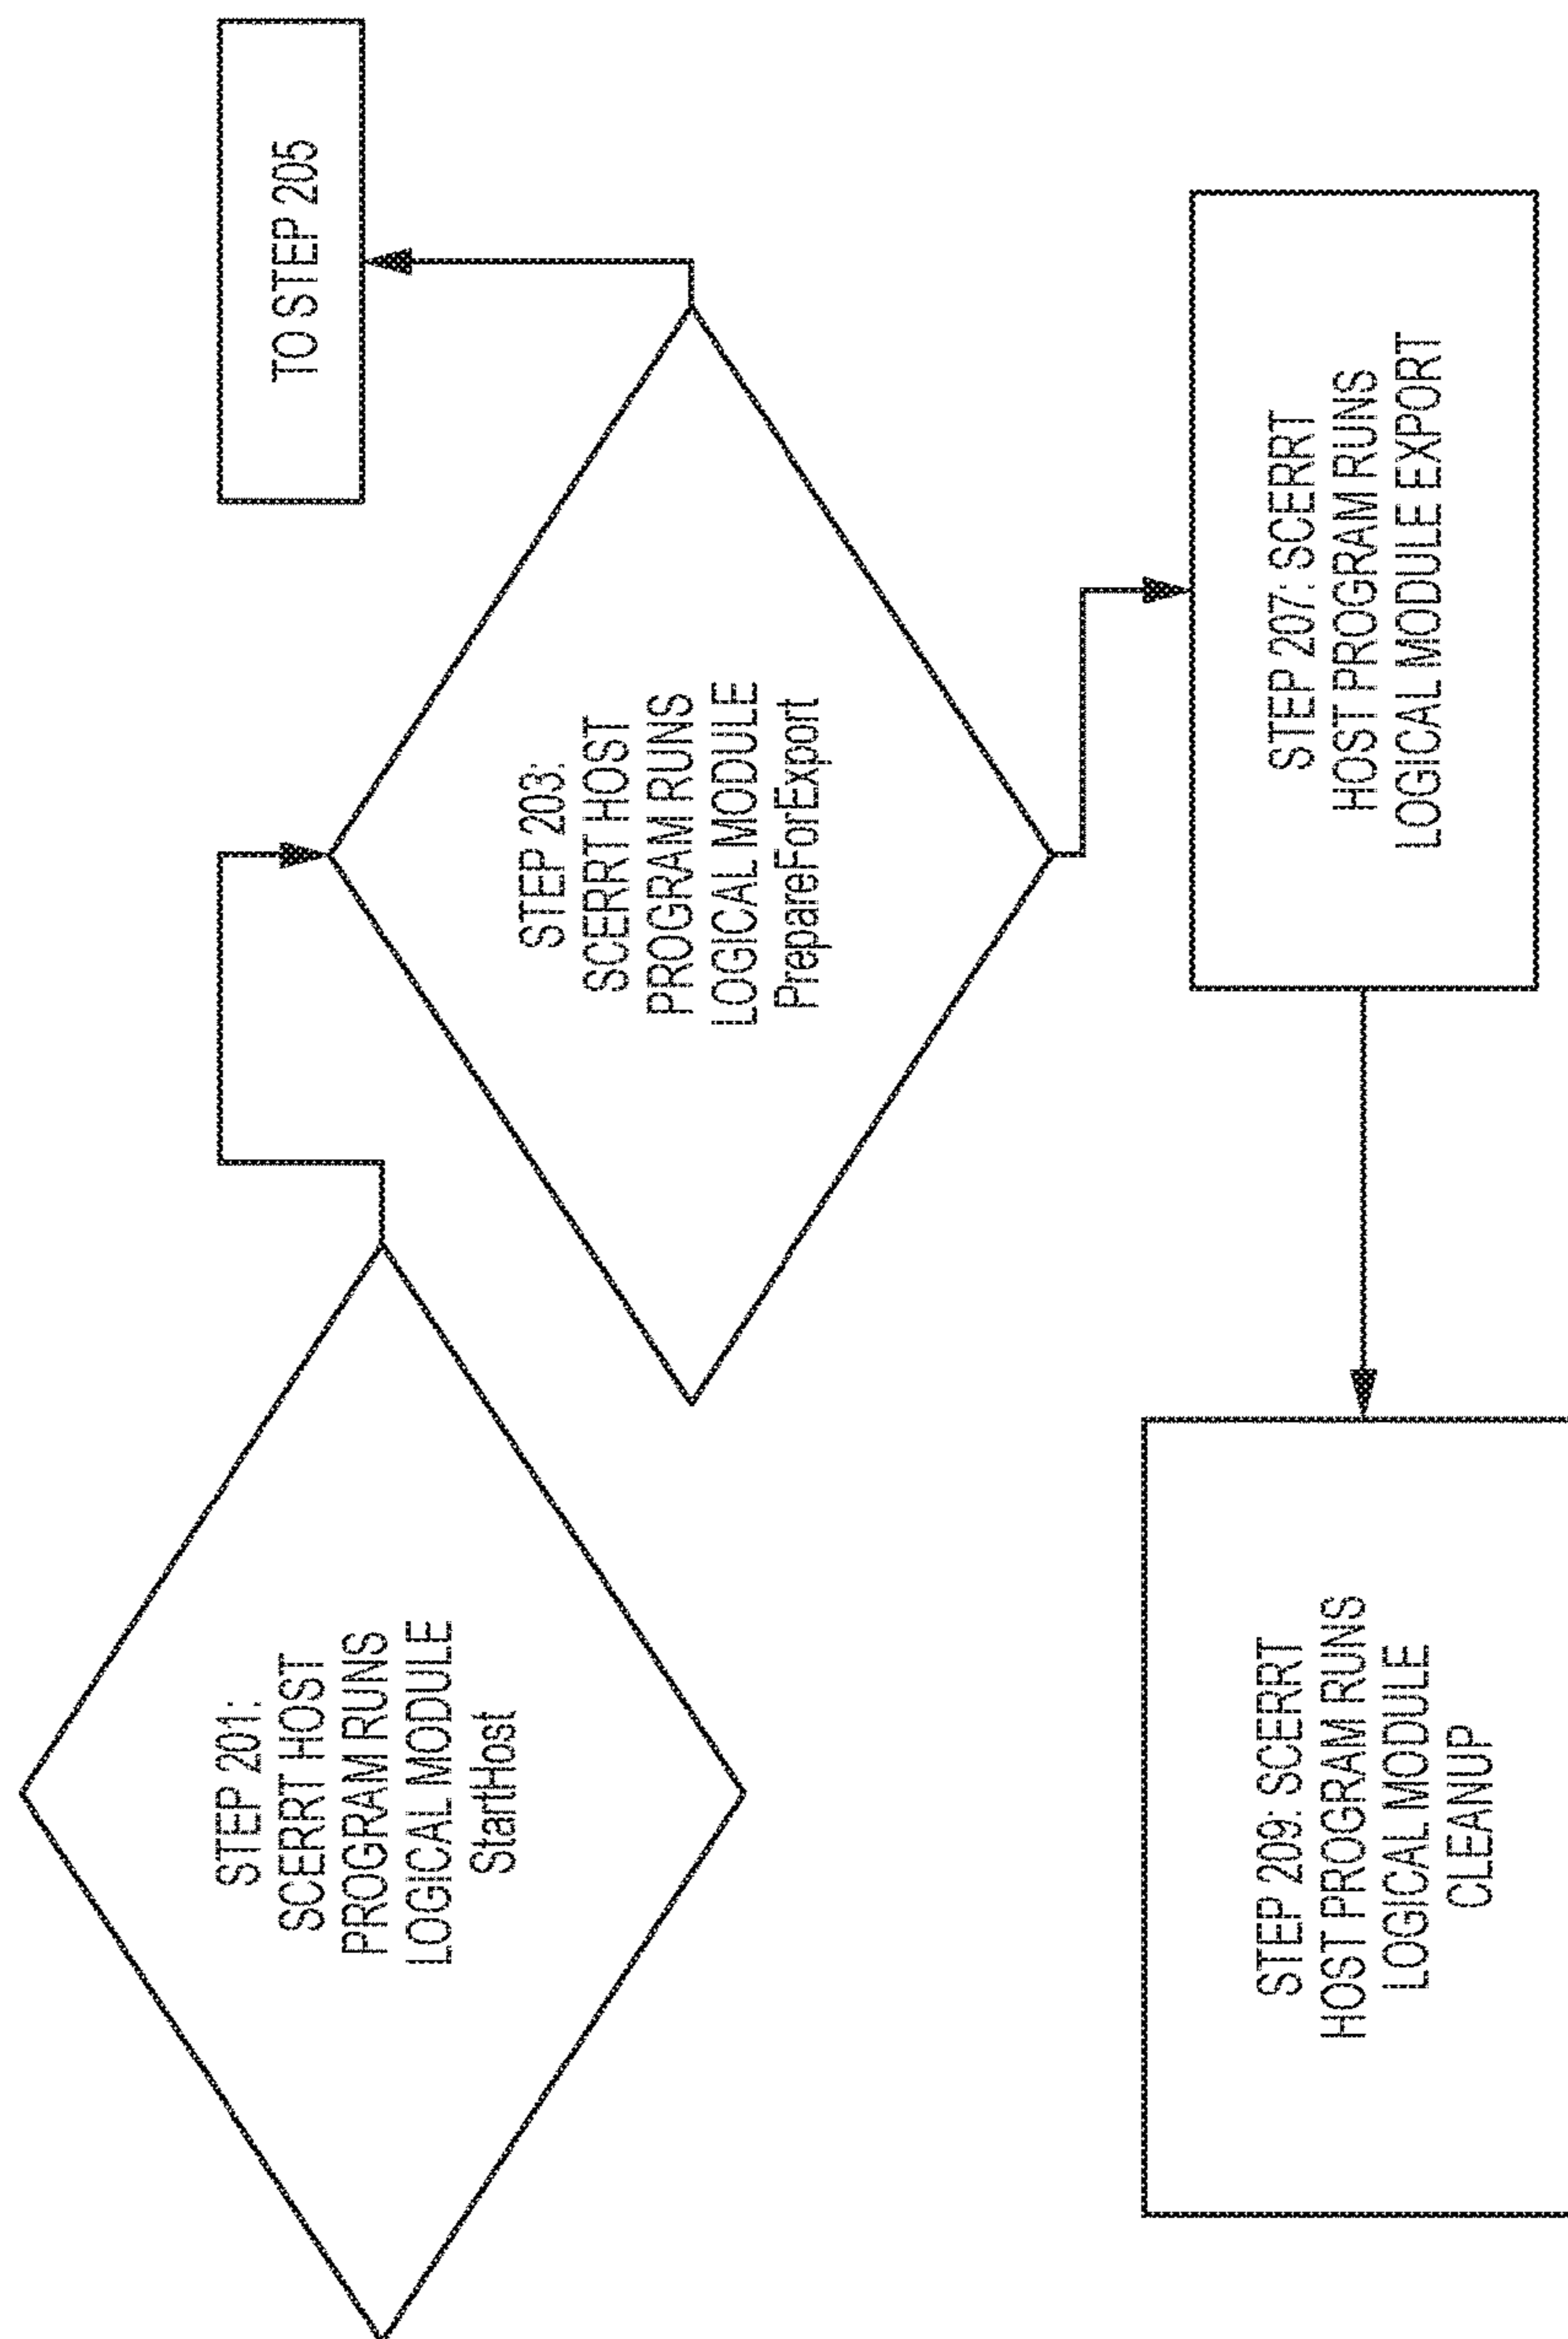 STEP 201:
SCERRT HOST
PROGRAM RUNS
LOGICAL MODULE
StartHost
STEP 203:
SCERRT HOST
PROGRAM RUNS
LOGICAL MODULE
PrepareForExport
TO STEP 205
STEP 209: SCERRT
HOST PROGRAM RUNS
LOGICAL MODULE
CLEANUP
STEP 207: SCERRT
HOST PROGRAM RUNS
LOGICAL MODULE EXPORT